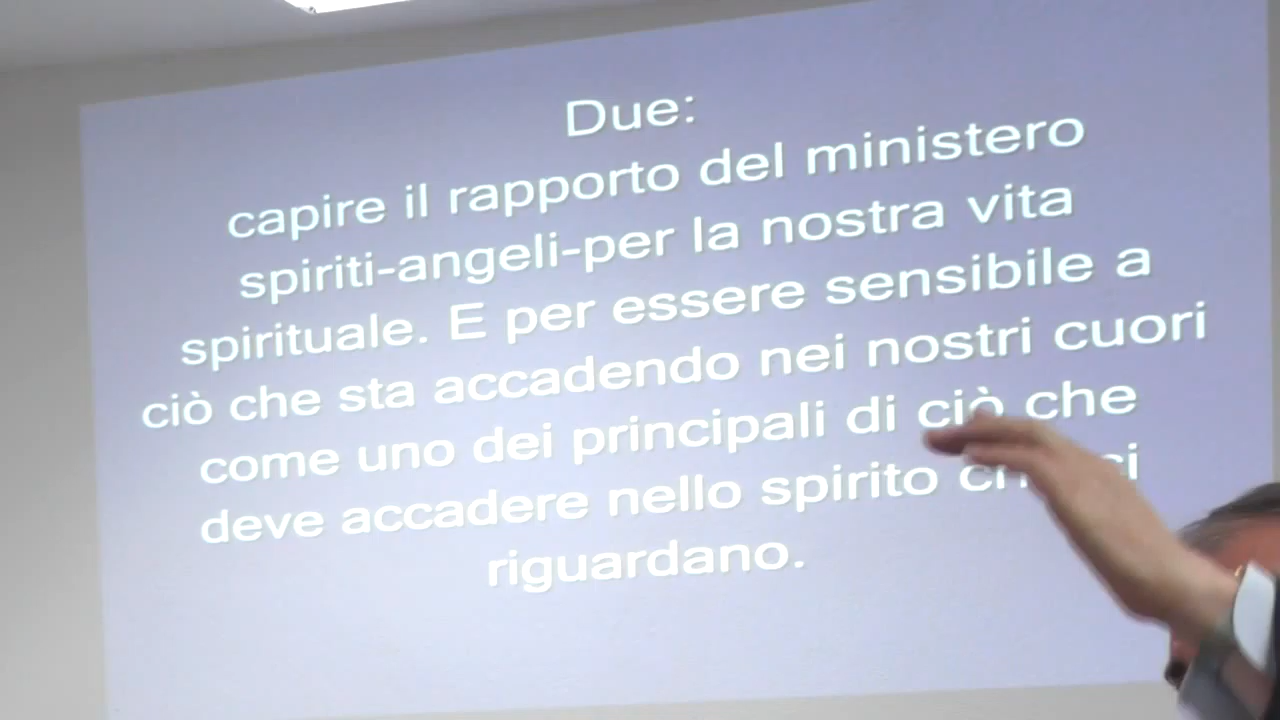 Due:
capire il rapporto del ministero
spiriti-angeli-per la nostra vita
spirituale. E per essere sensibile a
ciò che sta accadendo nei nostri cuori
come uno dei principali di ciò che
deve accadere nello spirito ci
riguardano.